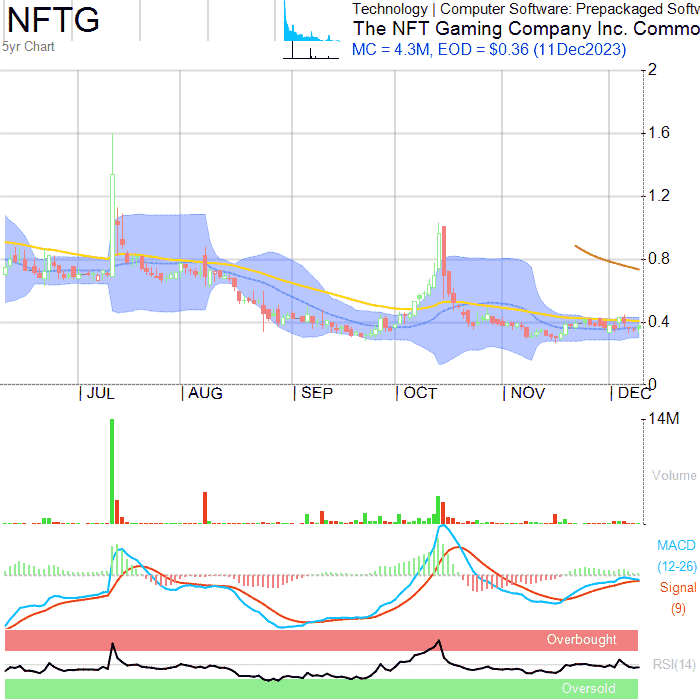 NFTG
5yr Chart
Technology | Computer Software: Prepackaged Softw
The NFT Gaming Company Inc. Commo
MC = 4.3M, EOD = $0.36 (11Dec2023)
2
1.6
1.2
0.8
0.4
0
JUL AUG SEP OCT NOV DEC
14M
Volume
MACD
(12-26)
Signal
(9)
Overbought
RSI(14)
Oversold